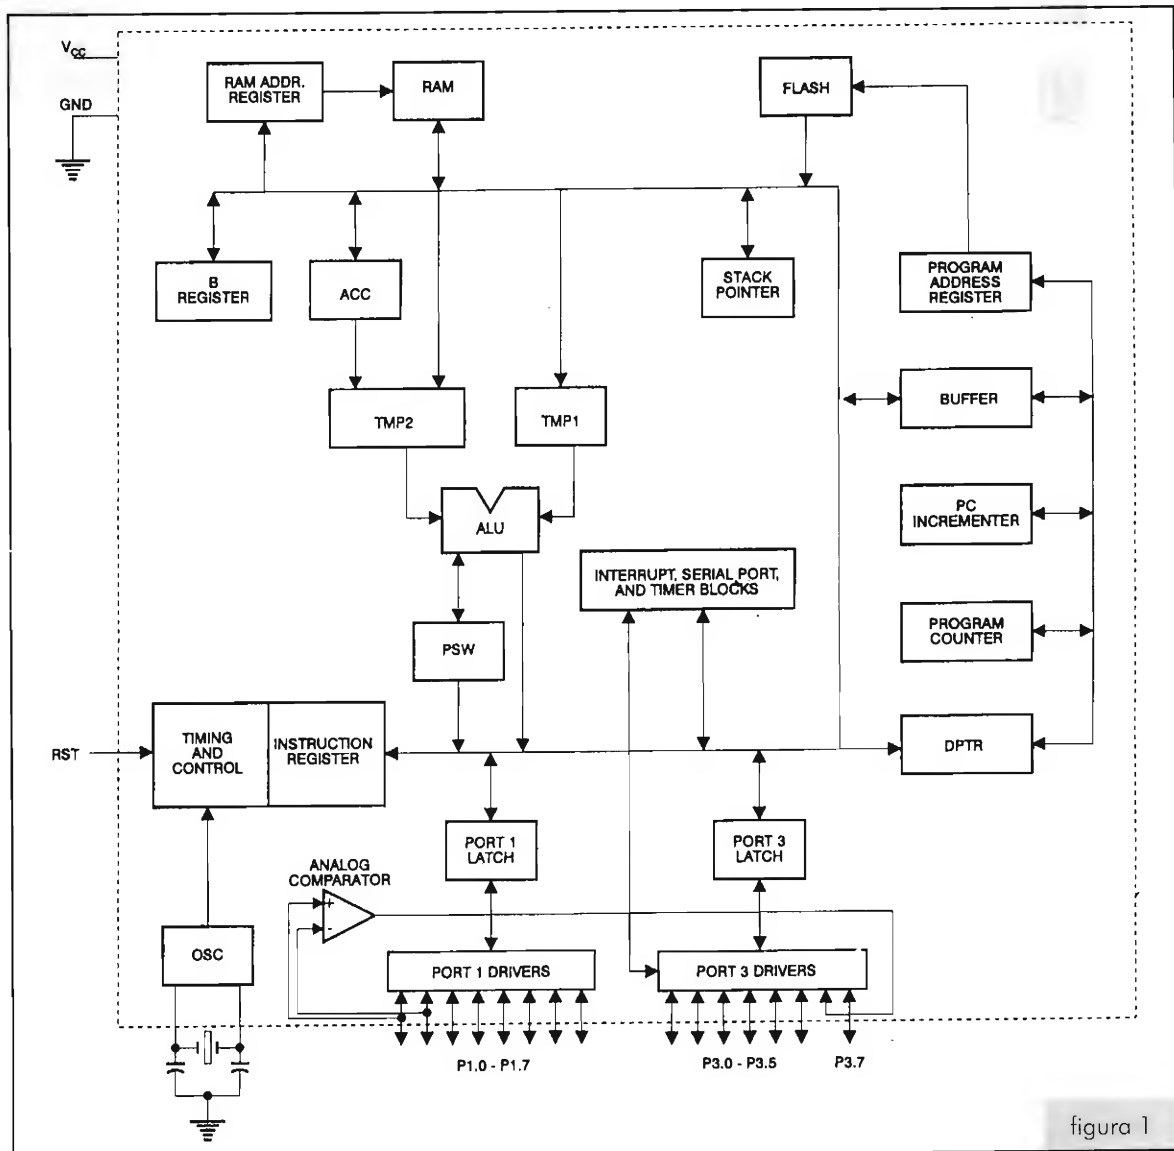 VCC
GND
RAM ADDR.
REGISTER
RAM
FLASH
B
REGISTER
ACC
STACK
POINTER
PROGRAM
ADDRESS
REGISTER
TMP2
TMP1
BUFFER
ALU
PC
INCREMENTER
INTERRUPT, SERIAL PORT,
AND TIMER BLOCKS
PSW
PROGRAM
COUNTER
RST
TIMING
AND
CONTROL
INSTRUCTION
REGISTER
DPTR
PORT 1
LATCH
PORT 3
LATCH
ANALOG
COMPARATOR
+
-
OSC
PORT 1 DRIVERS
PORT 3 DRIVERS
P1.0 - P1.7
P3.0 - P3.5
P3.7
figura 1